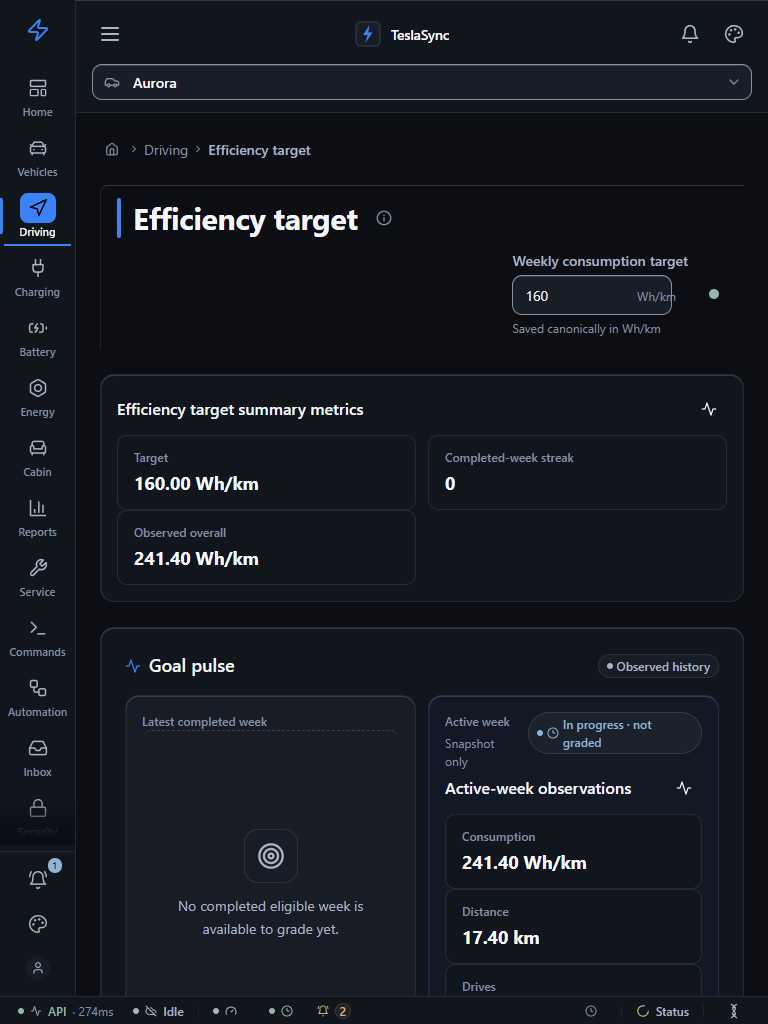 TeslaSync
Aurora
Home
Vehicles
Driving
Charging
Battery
Energy
Cabin
Reports
Service
Commands
Automation
Inbox
Security
1
Driving
Efficiency target
Efficiency target
Weekly consumption target
160 Wh/km
Saved canonically in Wh/km
Efficiency target summary metrics
Target
160.00 Wh/km
Completed-week streak
0
Observed overall
241.40 Wh/km
Goal pulse
Observed history
Latest completed week
No completed eligible week is
available to grade yet.
Active week
Snapshot
only
In progress · not
graded
Active-week observations
Consumption
241.40 Wh/km
Distance
17.40 km
Drives
API · 274ms
Idle
2
Status